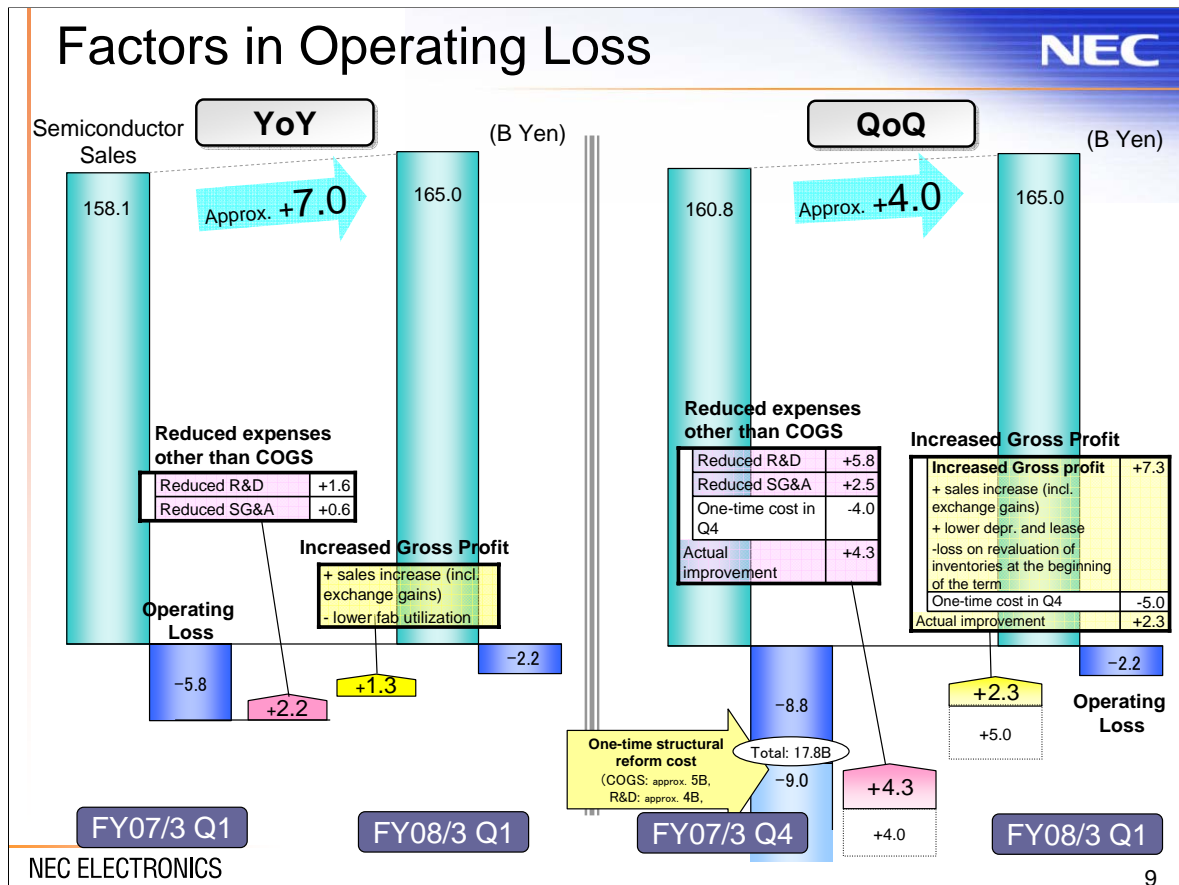 Factors in Operating Loss
NEC
YoY
Semiconductor
Sales
(B Yen)
158.1
Approx. +7.0
165.0
Reduced expenses
other than COGS
Reduced R&D +1.6
Reduced SG&A +0.6
Increased Gross Profit
+ sales increase (incl.
exchange gains)
- lower fab utilization
Operating
Loss
-5.8
+2.2
+1.3
-2.2
FY07/3 Q1
FY08/3 Q1
QoQ
(B Yen)
160.8
Approx. +4.0
165.0
Reduced expenses
other than COGS
Reduced R&D +5.8
Reduced SG&A +2.5
One-time cost in
Q4 -4.0
Actual
improvement +4.3
Increased Gross Profit
Increased Gross profit +7.3
+ sales increase (incl.
exchange gains)
+ lower depr. and lease
-loss on revaluation of
inventories at the beginning
of the term
One-time cost in Q4 -5.0
Actual improvement +2.3
-8.8
Total: 17.8B
-9.0
One-time structural
reform cost
(COGS: approx. 5B,
R&D: approx. 4B,
+4.3
+4.0
+2.3
+5.0
-2.2
Operating
Loss
FY07/3 Q4
FY08/3 Q1
NEC ELECTRONICS
9